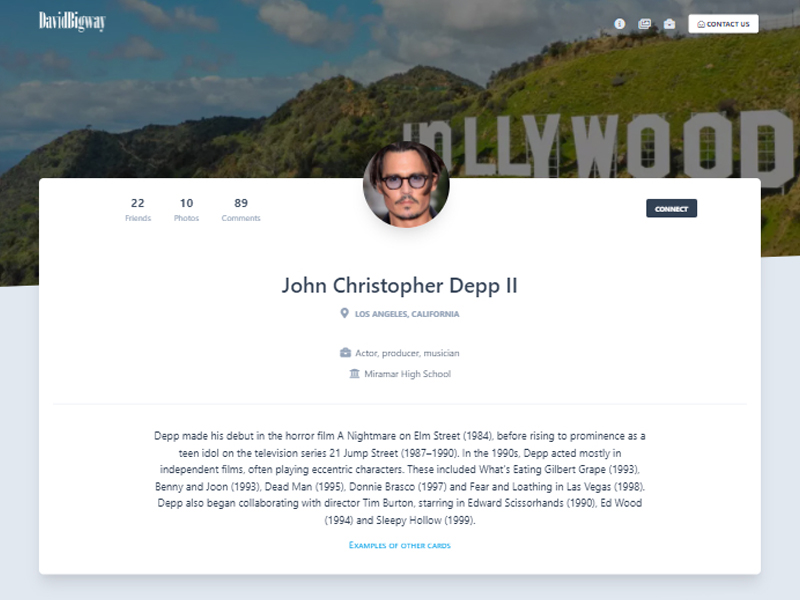 DavidBigway
CONTACT US
HOLLYWOOD
22 10 89
Friends Photos Comments
CONNECT
John Christopher Depp II
LOS ANGELES, CALIFORNIA
Actor, producer, musician
Miramar High School
Depp made his debut in the horror film A Nightmare on Elm Street (1984), before rising to prominence as a
teen idol on the television series 21 Jump Street (1987–1990). In the 1990s, Depp acted mostly in
independent films, often playing eccentric characters. These included What's Eating Gilbert Grape (1993),
Benny and Joon (1993), Dead Man (1995), Donnie Brasco (1997) and Fear and Loathing in Las Vegas (1998).
Depp also began collaborating with director Tim Burton, starring in Edward Scissorhands (1990), Ed Wood
(1994) and Sleepy Hollow (1999).
Examples of other cards